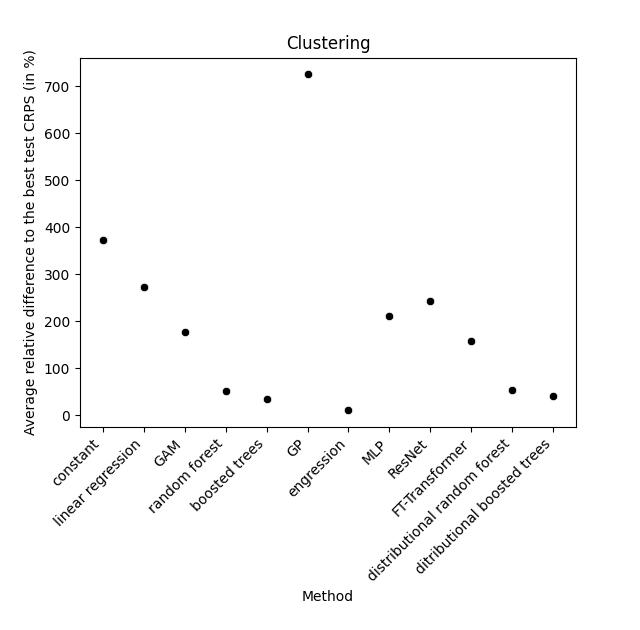 Clustering
Average relative difference to the best test CRPS (in %)
700
600
500
400
300
200
100
0
constant
linear regression
GAM
random forest
boosted trees
GP
engression
MLP
ResNet
FT-Transformer
distributional random forest
ditributional boosted trees
Method